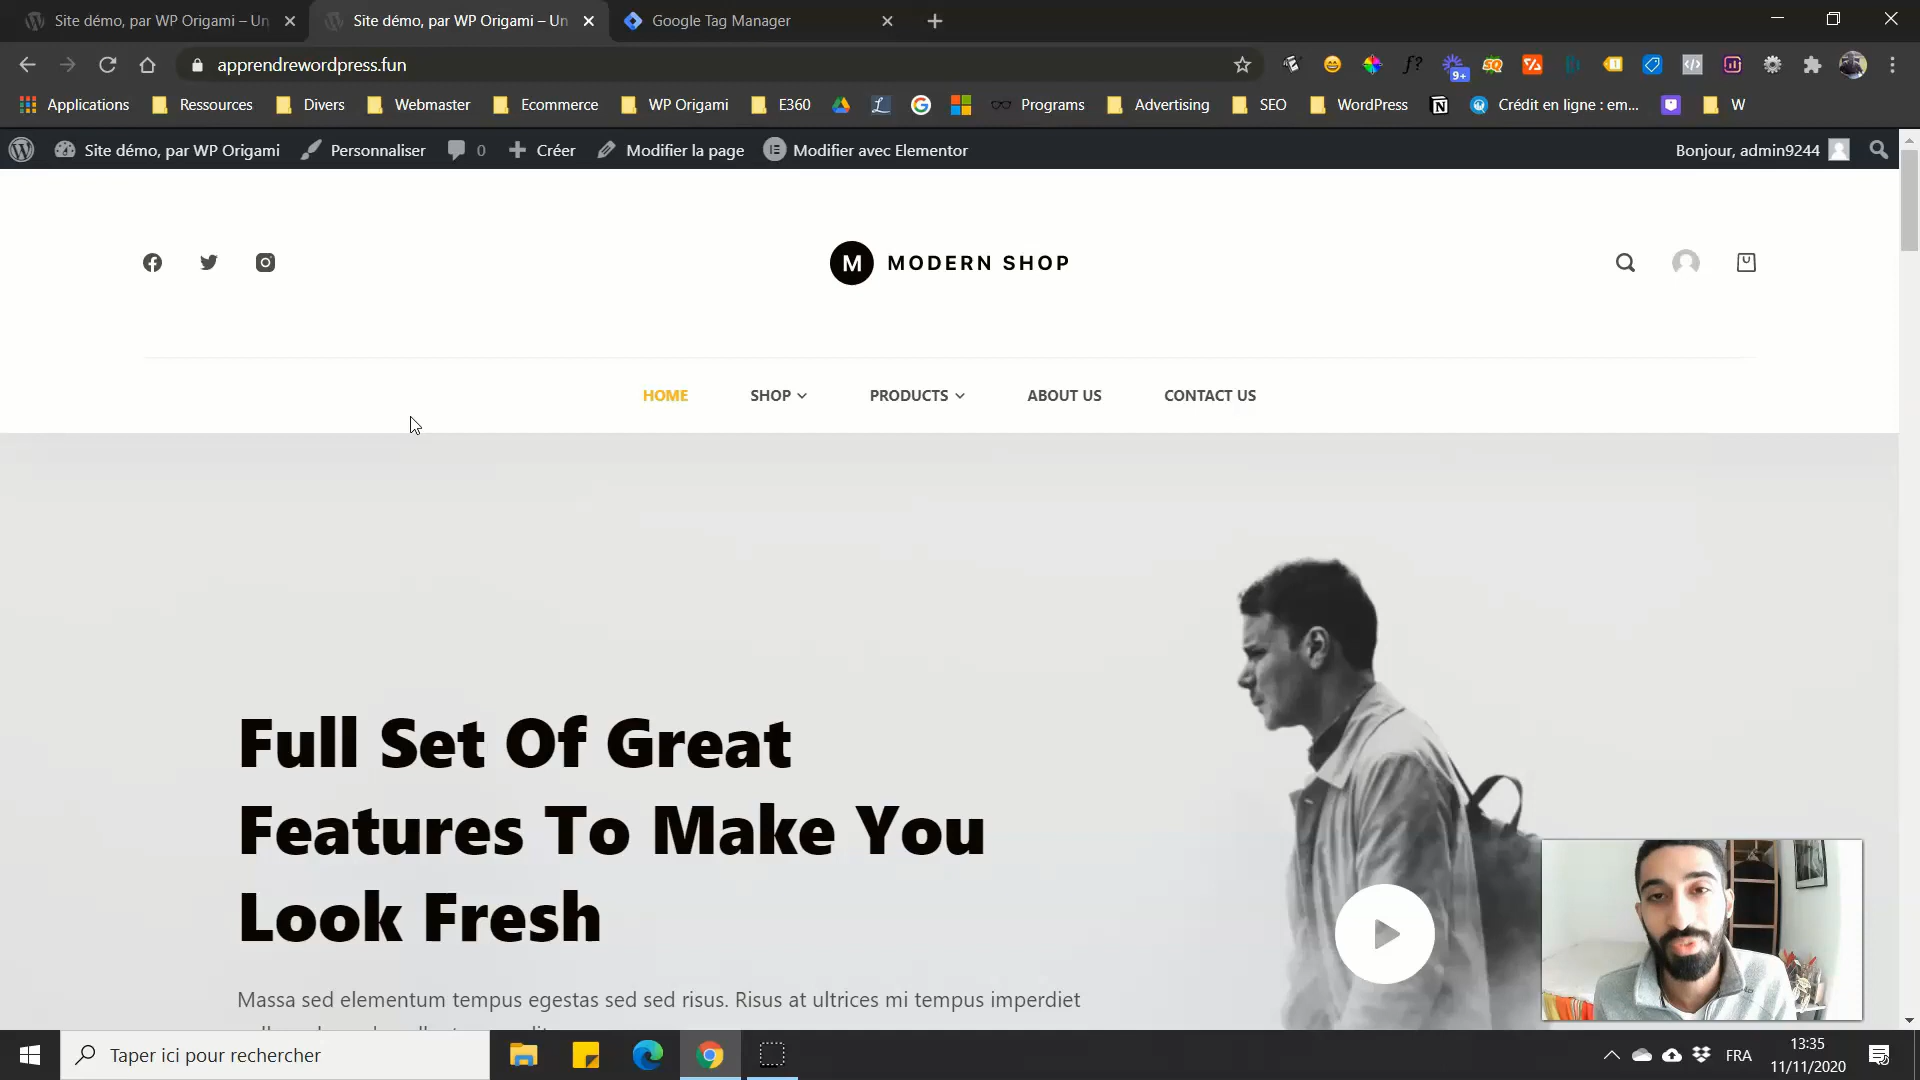 Site démo, par WP Origami – Un
Site démo, par WP Origami – Un
Google Tag Manager
apprendrewordpress.fun
9+
Applications
Ressources
Divers
Webmaster
Ecommerce
WP Origami
E360
Programs
Advertising
SEO
WordPress
Crédit en ligne : em...
W
Site démo, par WP Origami
Personnaliser
0
Créer
Modifier la page
Modifier avec Elementor
Bonjour, admin9244
M MODERN SHOP
HOME
SHOP
PRODUCTS
ABOUT US
CONTACT US
Full Set Of Great
Features To Make You
Look Fresh
Massa sed elementum tempus egestas sed sed risus. Risus at ultrices mi tempus imperdiet
Taper ici pour rechercher
FRA
13:35
11/11/2020